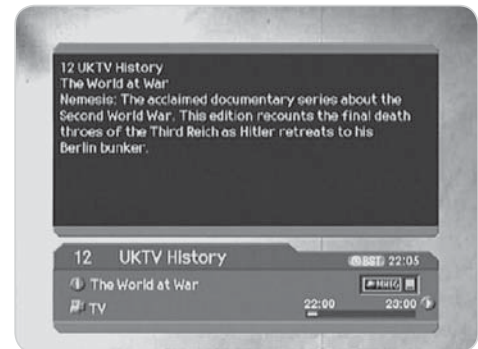 12 UKTV History
The World at War
Nemesis: The acclaimed documentary series about the
Second World War. This edition recounts the final death
throes of the Third Reich as Hitler retreats to his
Berlin bunker.
12 UKTV History
BST 22:05
The World at War
TV
22:00 23:00